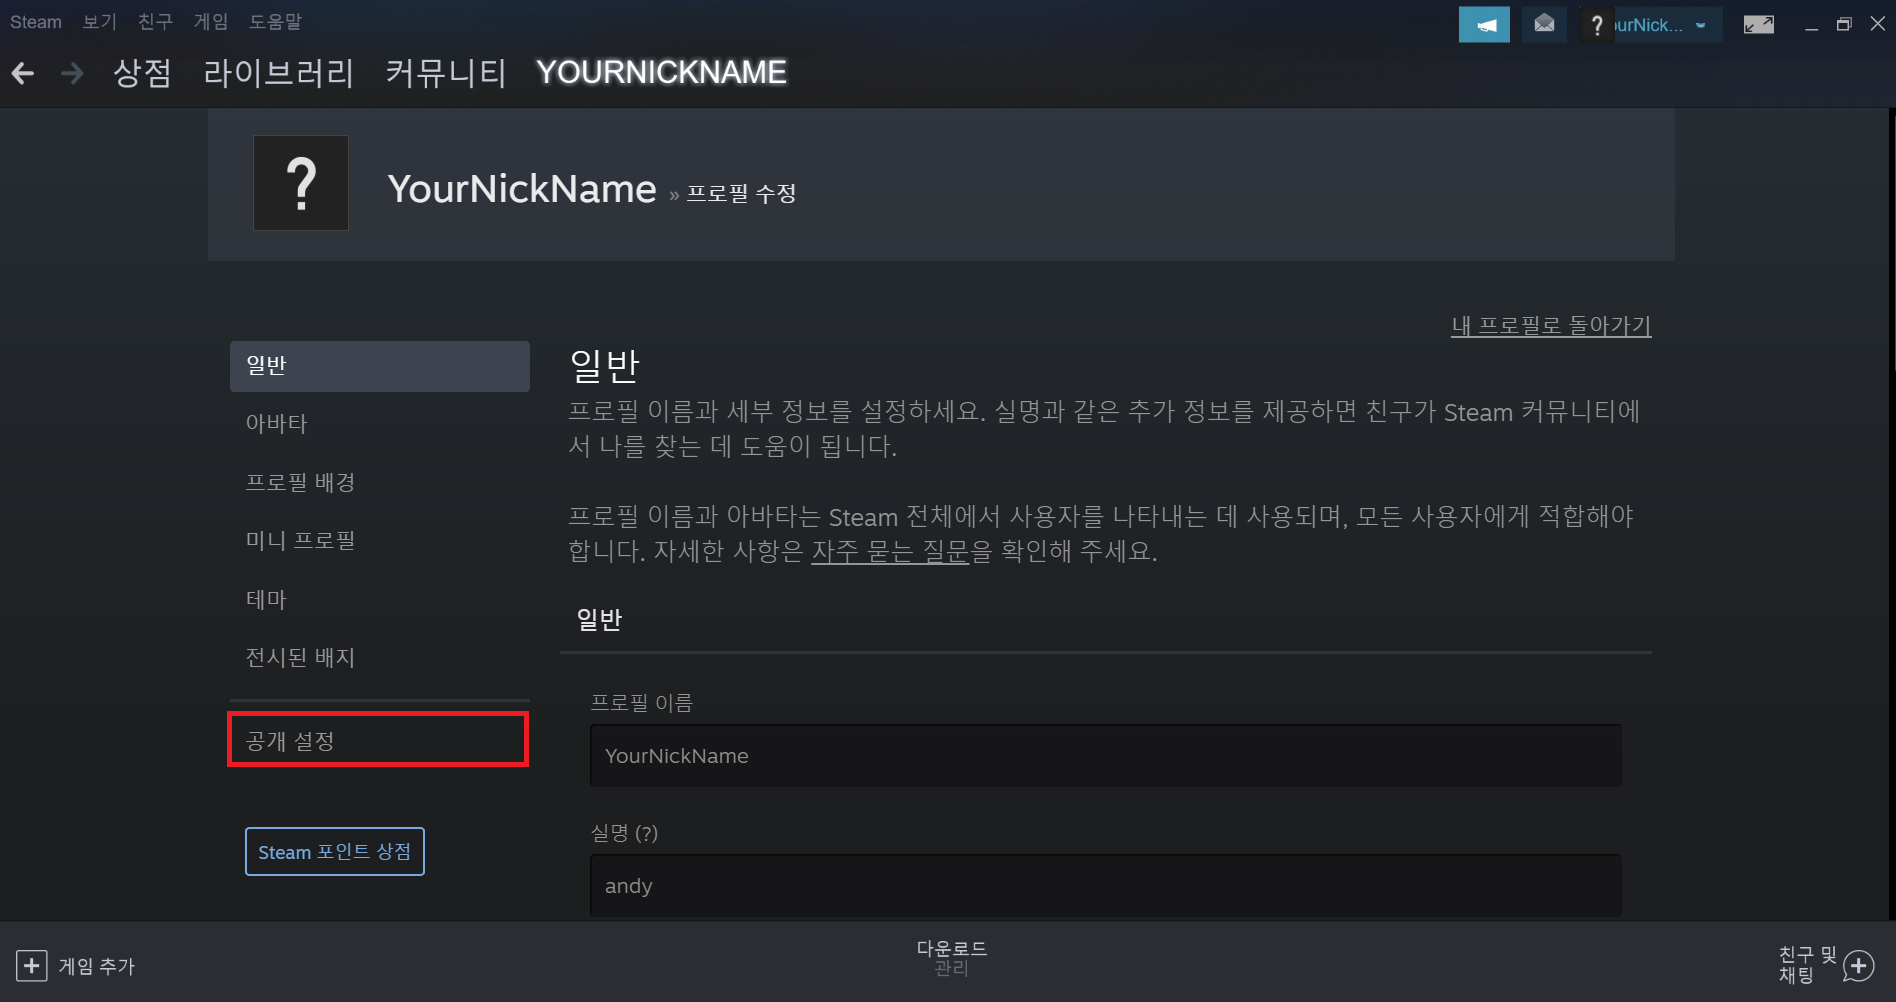 Steam 보기 친구 게임 도움말
? ourNick...
상점 라이브러리 커뮤니티 YOURNICKNAME
?
YourNickName » 프로필 수정
내 프로필로 돌아가기
일반
아바타
프로필 배경
미니 프로필
테마
전시된 배지
공개 설정
Steam 포인트 상점
일반
프로필 이름과 세부 정보를 설정하세요. 실명과 같은 추가 정보를 제공하면 친구가 Steam 커뮤니티에
서 나를 찾는 데 도움이 됩니다.
프로필 이름과 아바타는 Steam 전체에서 사용자를 나타내는 데 사용되며, 모든 사용자에게 적합해야
합니다. 자세한 사항은 자주 묻는 질문을 확인해 주세요.
일반
프로필 이름
YourNickName
실명 (?)
andy
게임 추가
다운로드
관리
친구 및
채팅